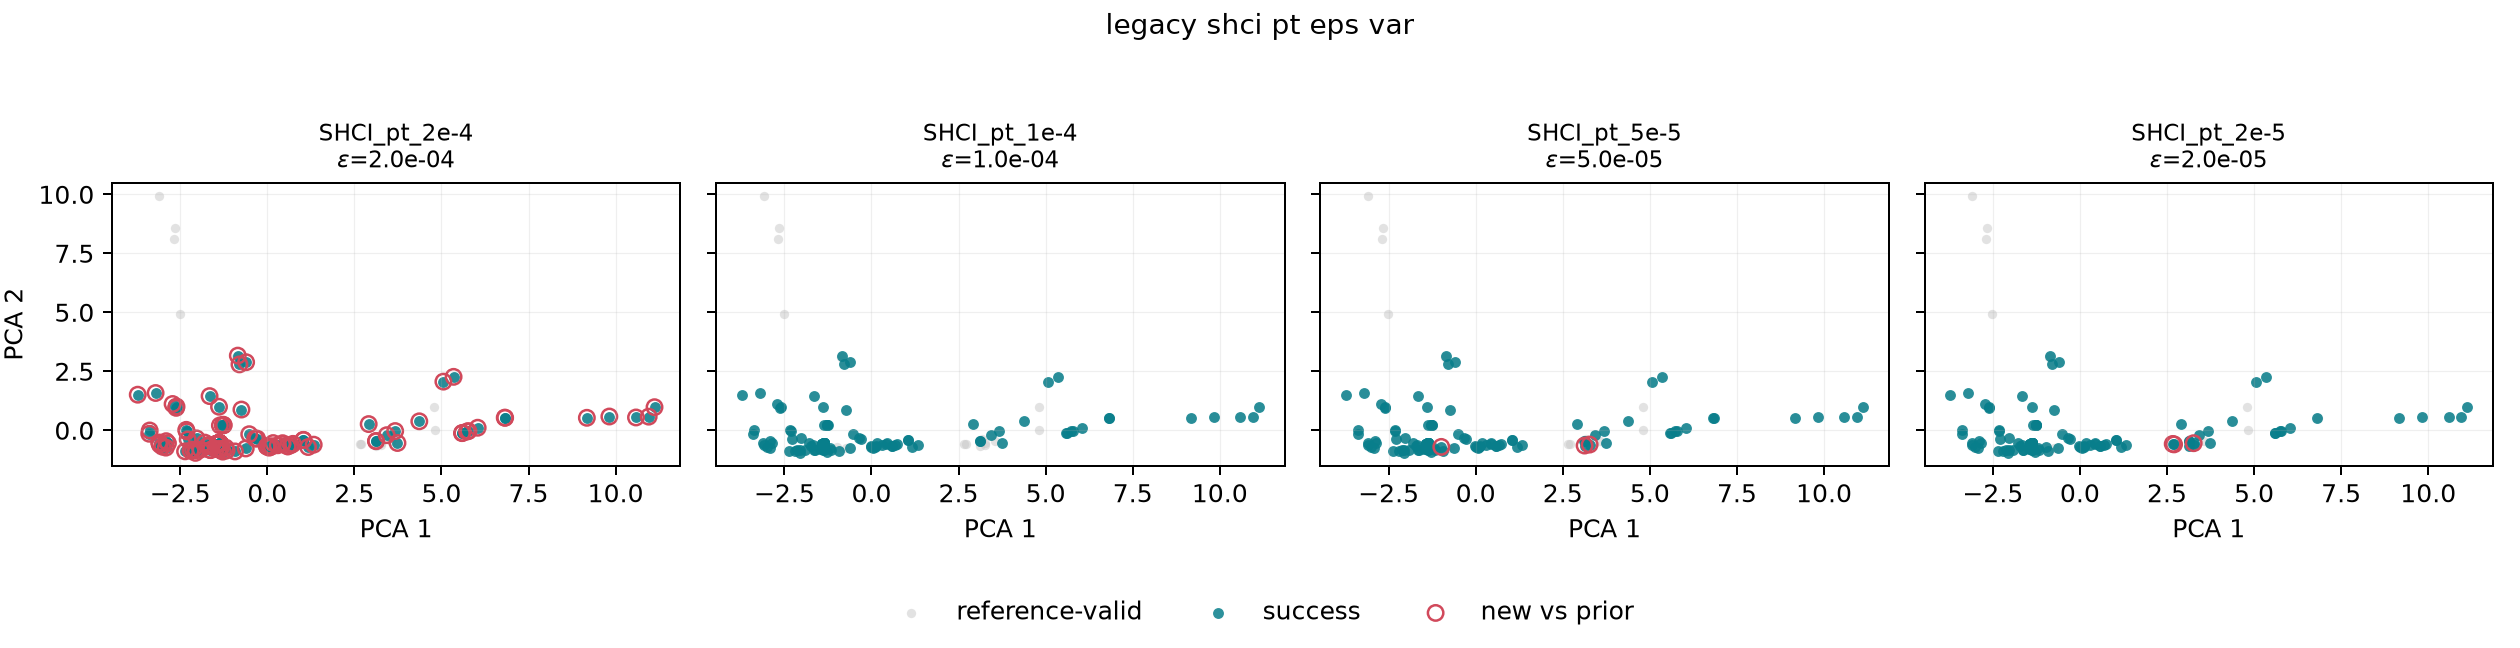 legacy shci pt eps var
SHCI_pt_2e-4
ε=2.0e-04
SHCI_pt_1e-4
ε=1.0e-04
SHCI_pt_5e-5
ε=5.0e-05
SHCI_pt_2e-5
ε=2.0e-05
PCA 2
10.0
7.5
5.0
2.5
0.0
−2.5 0.0 2.5 5.0 7.5 10.0
−2.5 0.0 2.5 5.0 7.5 10.0
−2.5 0.0 2.5 5.0 7.5 10.0
−2.5 0.0 2.5 5.0 7.5 10.0
PCA 1
PCA 1
PCA 1
PCA 1
reference-valid success new vs prior